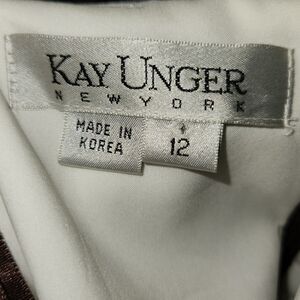 KAY UNGER
NEW YORK
MADE IN
KOREA
12